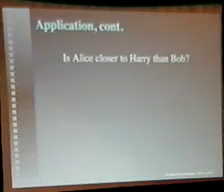 Application, cont.
Is Alice closer to Harry than Bob?